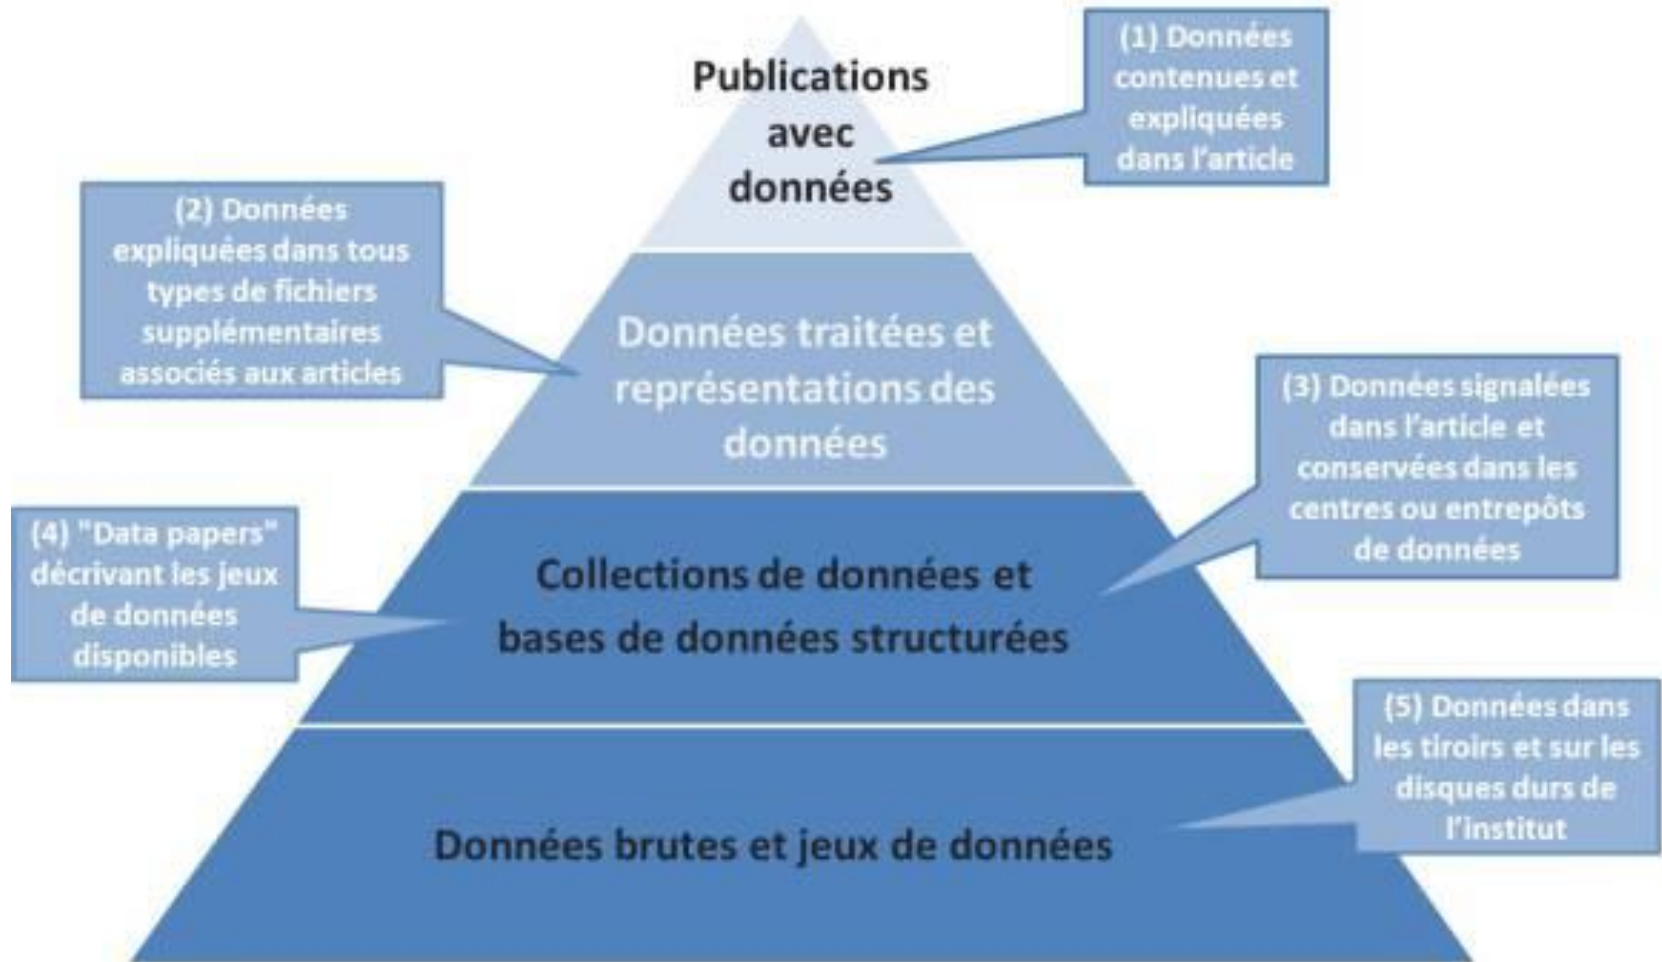 Publications
avec
données
(1) Données
contenues et
expliquées
dans l'article
(2) Données
expliquées dans tous
types de fichiers
supplémentaires
associés aux articles
Données traitées et
représentations des
données
(3) Données signalées
dans l'article et
conservées dans les
centres ou entrepôts
de données
(4) "Data papers"
décrivant les jeux
de données
disponibles
Collections de données et
bases de données structurées
(5) Données dans
les tiroirs et sur les
disques durs de
l'institut
Données brutes et jeux de données